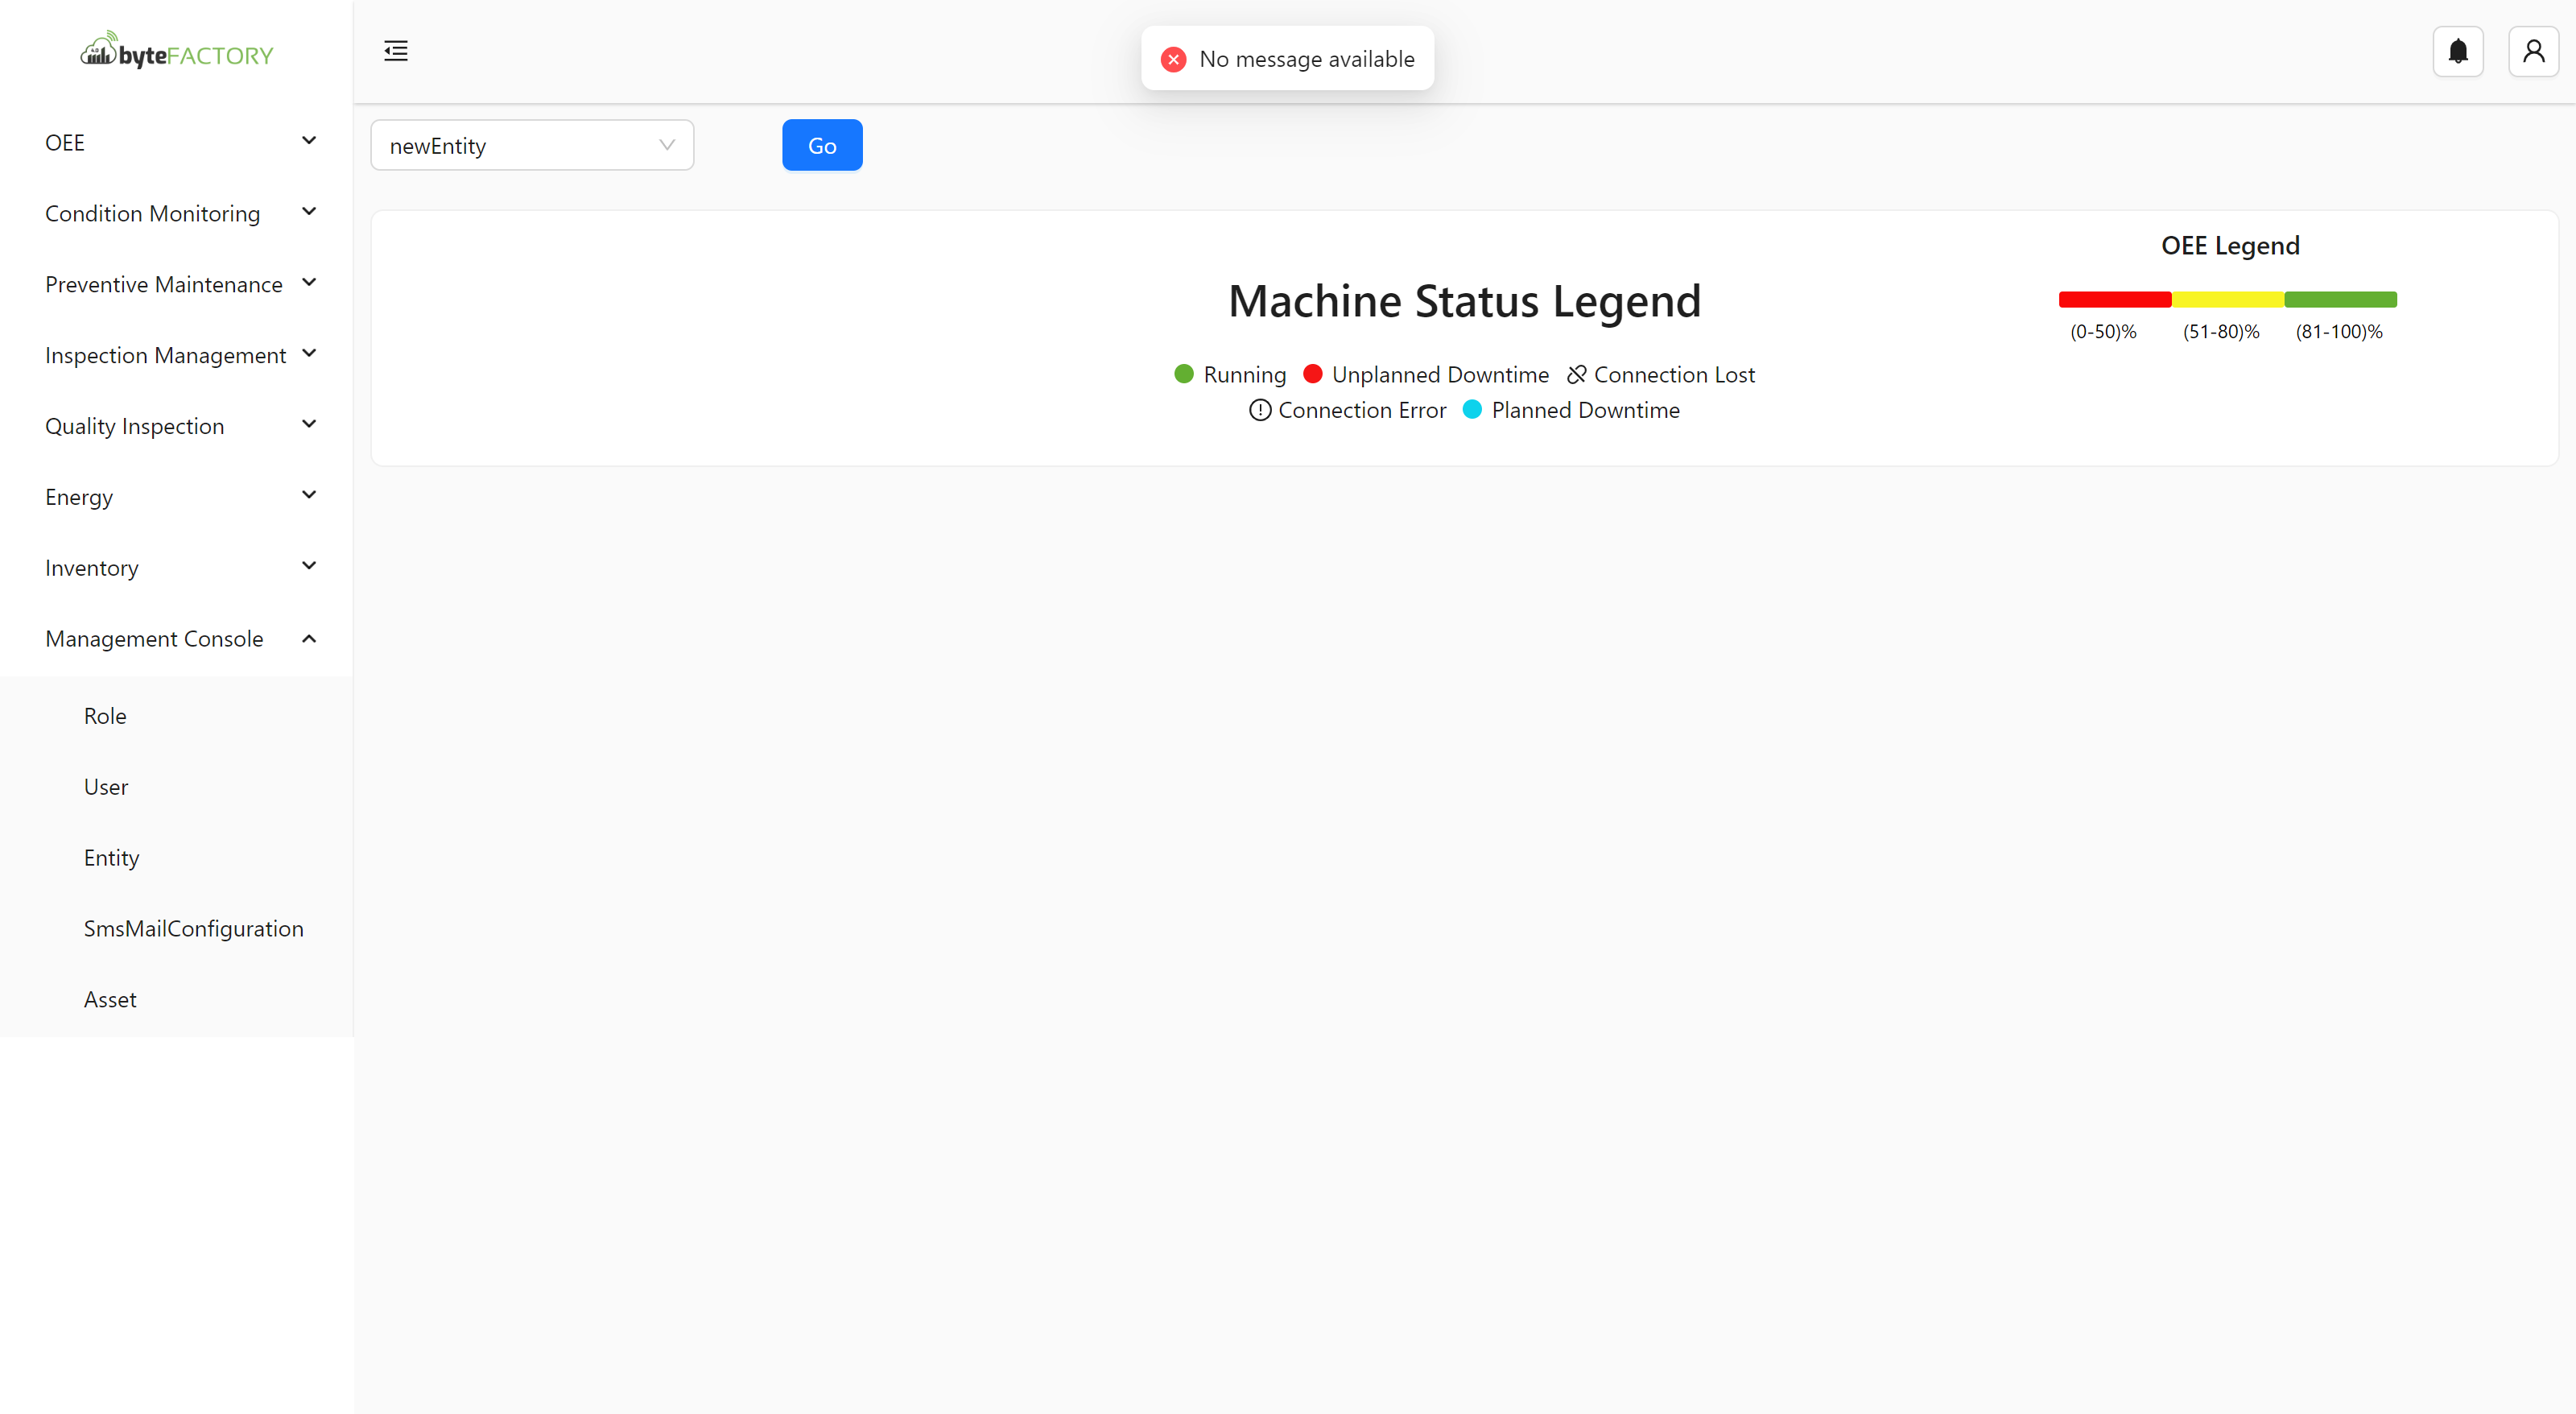 byteFACTORY
No message available
OEE
Condition Monitoring
Preventive Maintenance
Inspection Management
Quality Inspection
Energy
Inventory
Management Console
Role
User
Entity
SmsMailConfiguration
Asset
newEntity
Go
Machine Status Legend
Running Unplanned Downtime Connection Lost
Connection Error Planned Downtime
OEE Legend
(0-50)% (51-80)% (81-100)%